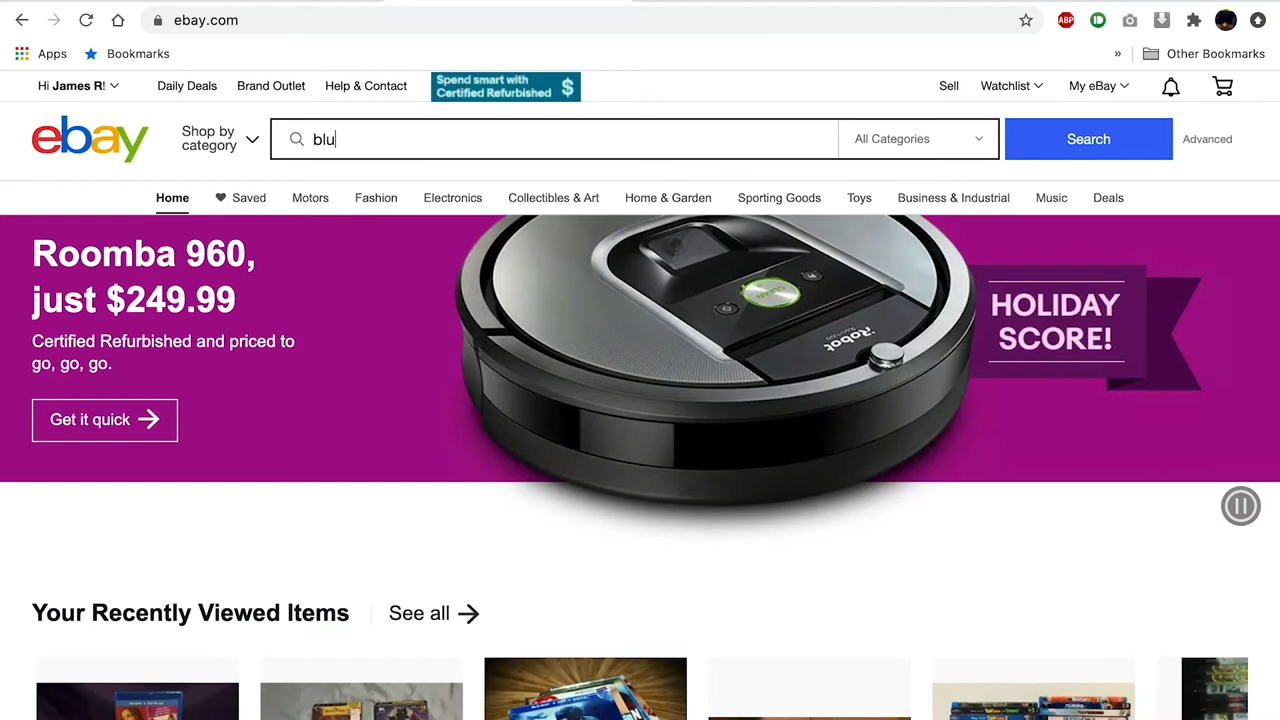 ebay.com
Apps
Bookmarks
»
Other Bookmarks
Hi James R!
Daily Deals
Brand Outlet
Help & Contact
Spend smart with
Certified Refurbished
$
Sell
Watchlist
My eBay
ebay
Shop by
category
blu
All Categories
Search
Advanced
Home
Saved
Motors
Fashion
Electronics
Collectibles & Art
Home & Garden
Sporting Goods
Toys
Business & Industrial
Music
Deals
Roomba 960,
just $249.99
Certified Refurbished and priced to
go, go, go.
Get it quick
CLEAN
iRobot
HOLIDAY
SCORE!
Your Recently Viewed Items
See all
ABP